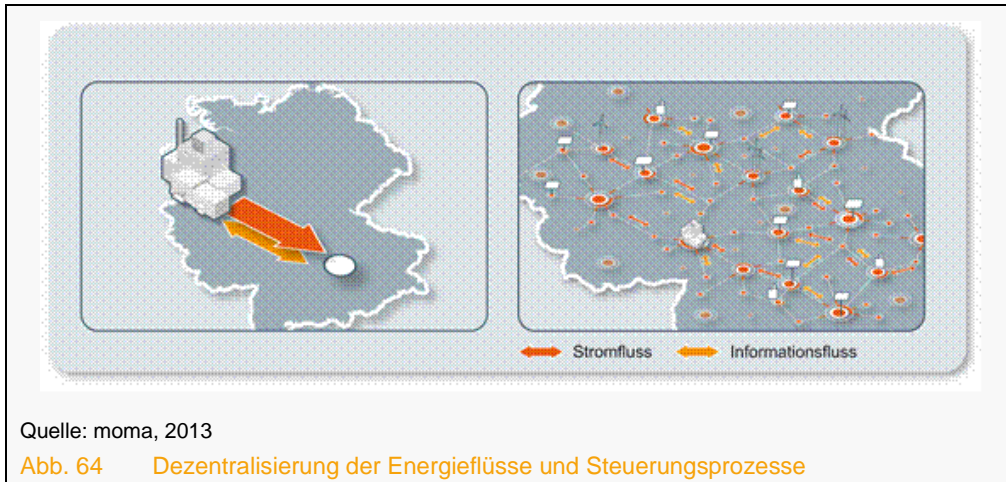 Stromfluss
Informationsfluss
Quelle: moma, 2013
Abb. 64 Dezentralisierung der Energieflüsse und Steuerungsprozesse